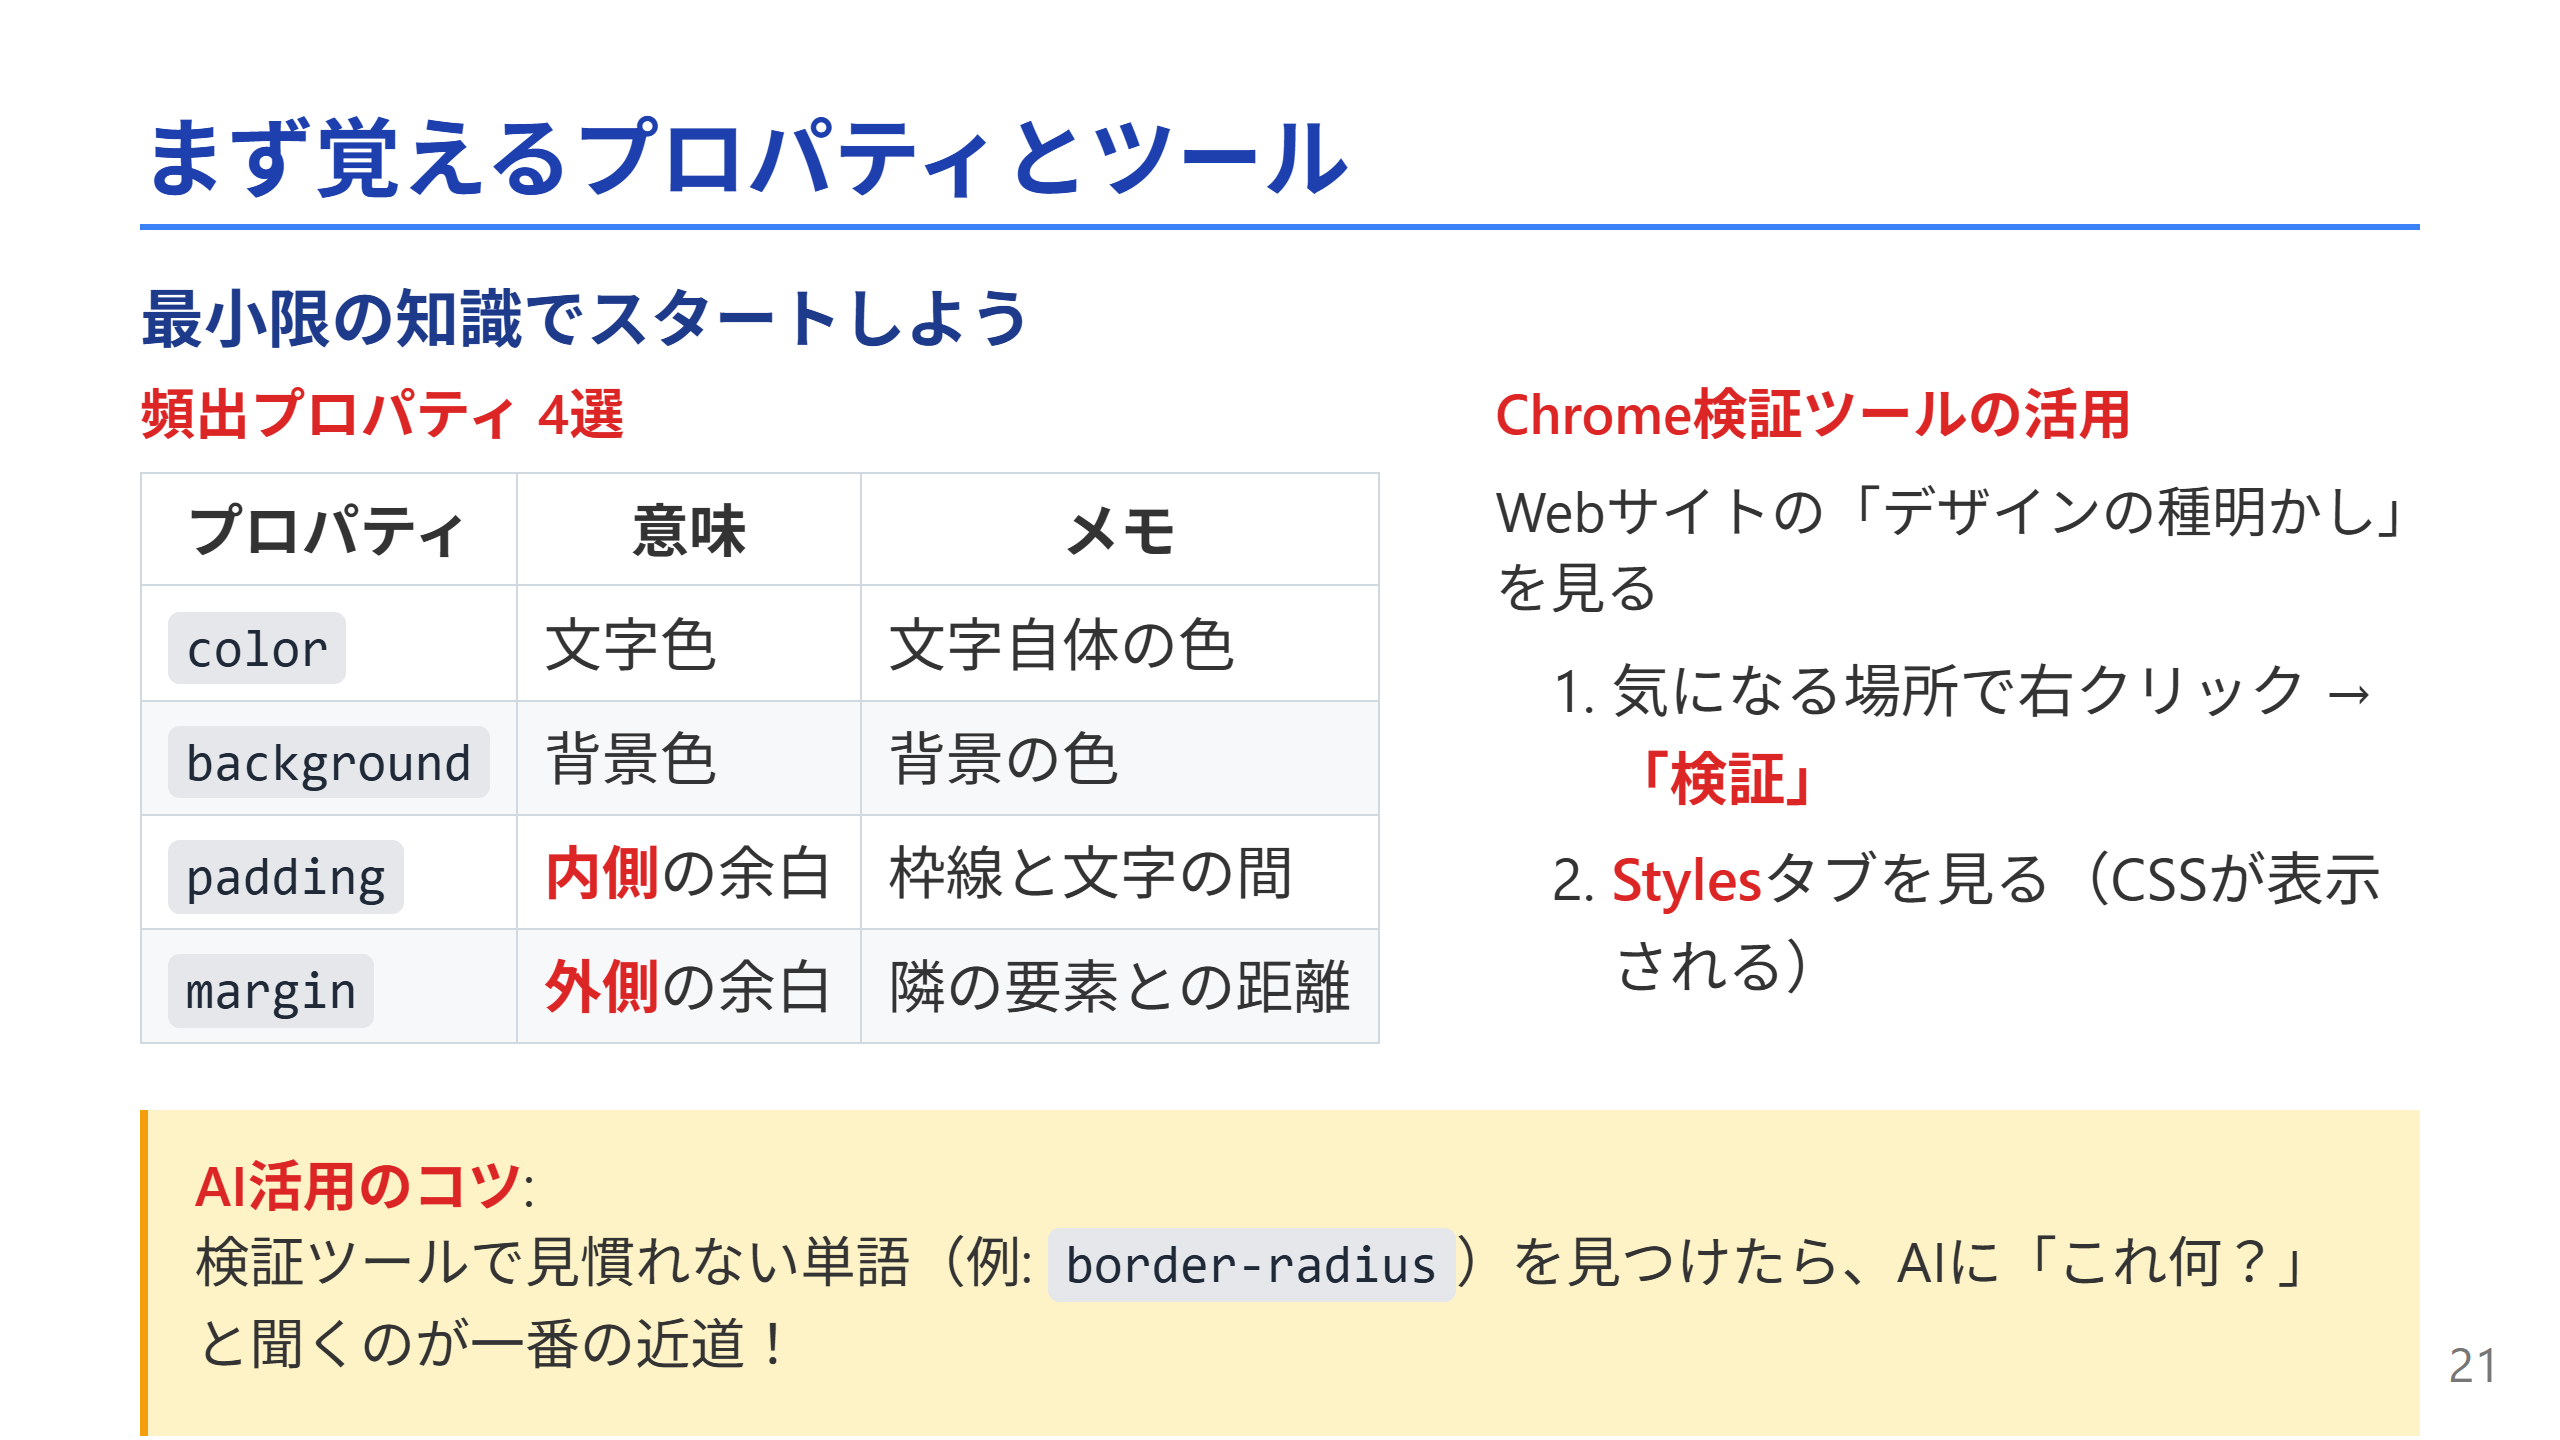 まず覚えるプロパティとツール
最小限の知識でスタートしよう
頻出プロパティ 4選
プロパティ 意味 メモ
color 文字色 文字自体の色
background 背景色 背景の色
padding 内側の余白 枠線と文字の間
margin 外側の余白 隣の要素との距離
Chrome検証ツールの活用
Webサイトの「デザインの種明かし」
を見る
1. 気になる場所で右クリック →
「検証」
2. Stylesタブを見る（CSSが表示
される）
AI活用のコツ:
検証ツールで見慣れない単語（例: border-radius）を見つけたら、AIに「これ何？」
と聞くのが一番の近道！
21